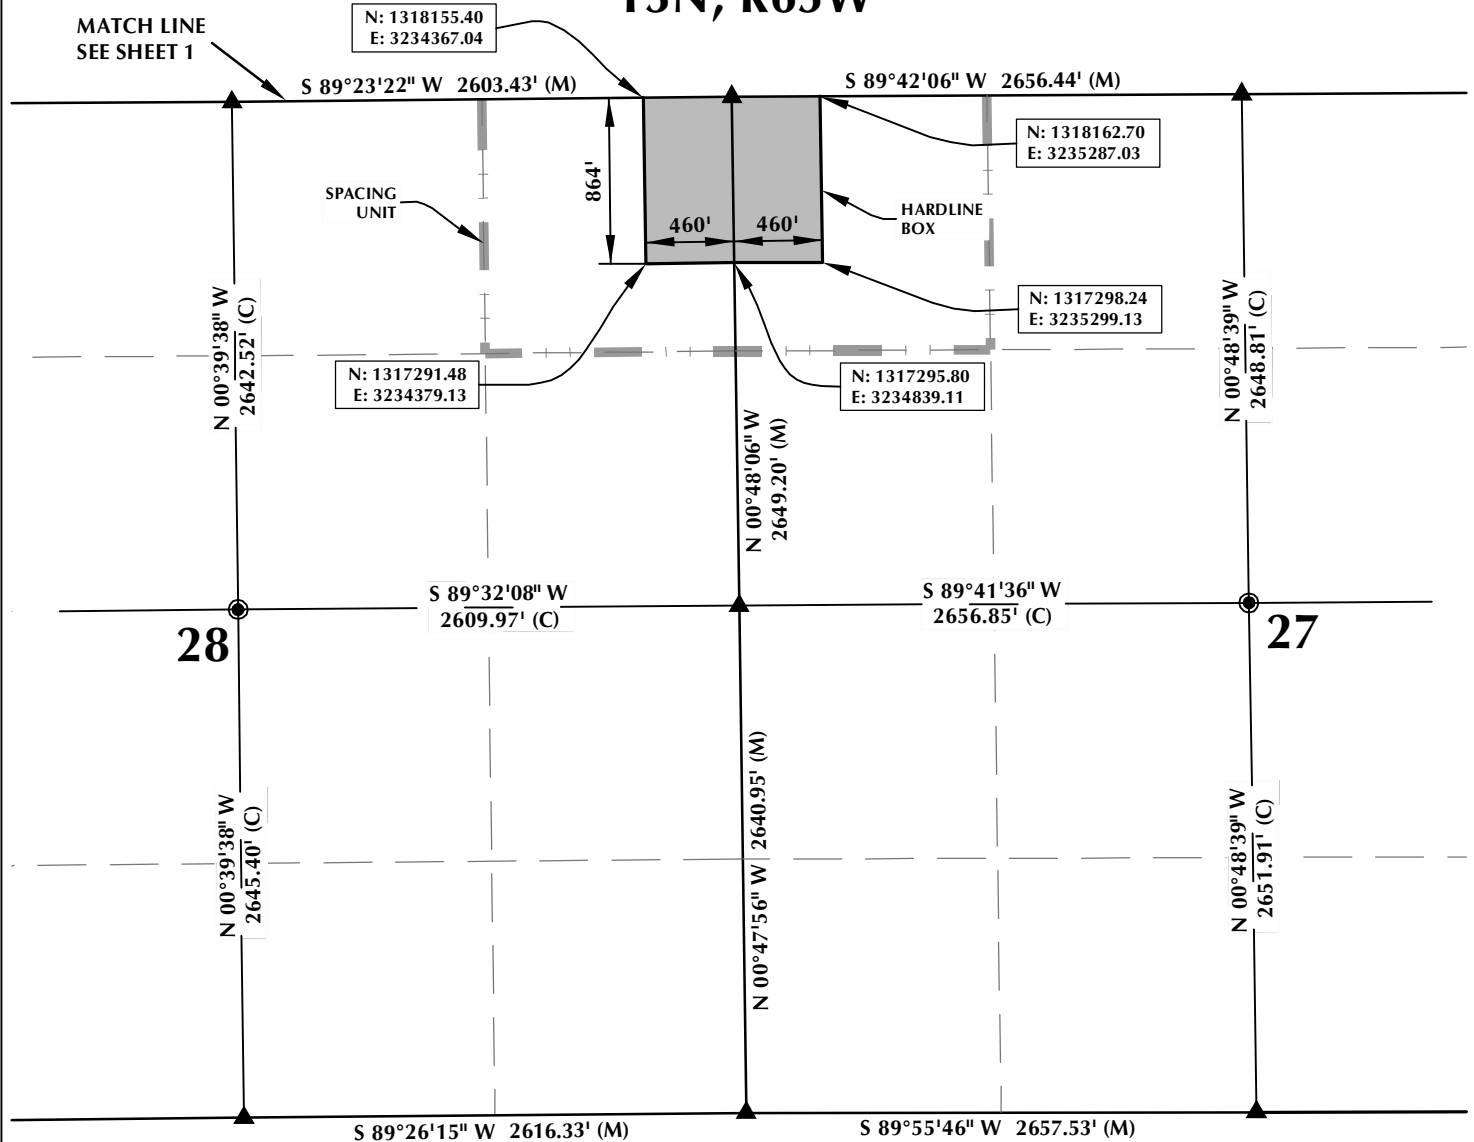 N: 1318155.40
E: 3234367.04
MATCH LINE
SEE SHEET 1
S 89°23'22" W 2603.43' (M)
S 89°42'06" W 2656.44' (M)
N: 1318162.70
E: 3235287.03
864'
SPACING
UNIT
460'
460'
HARDLINE
BOX
N: 1317298.24
E: 3235299.13
N 00°39'38" W
2642.52' (C)
N 00°48'39" W
2648.81' (C)
N: 1317291.48
E: 3234379.13
N: 1317295.80
E: 3234839.11
N 00°48'06" W
2649.20' (M)
S 89°32'08" W
2609.97' (C)
S 89°41'36" W
2656.85' (C)
28
27
N 00°39'38" W
2645.40' (C)
N 00°47'56" W 2640.95' (M)
N 00°48'39" W
2651.91' (C)
S 89°26'15" W 2616.33' (M)
S 89°55'46" W 2657.53' (M)